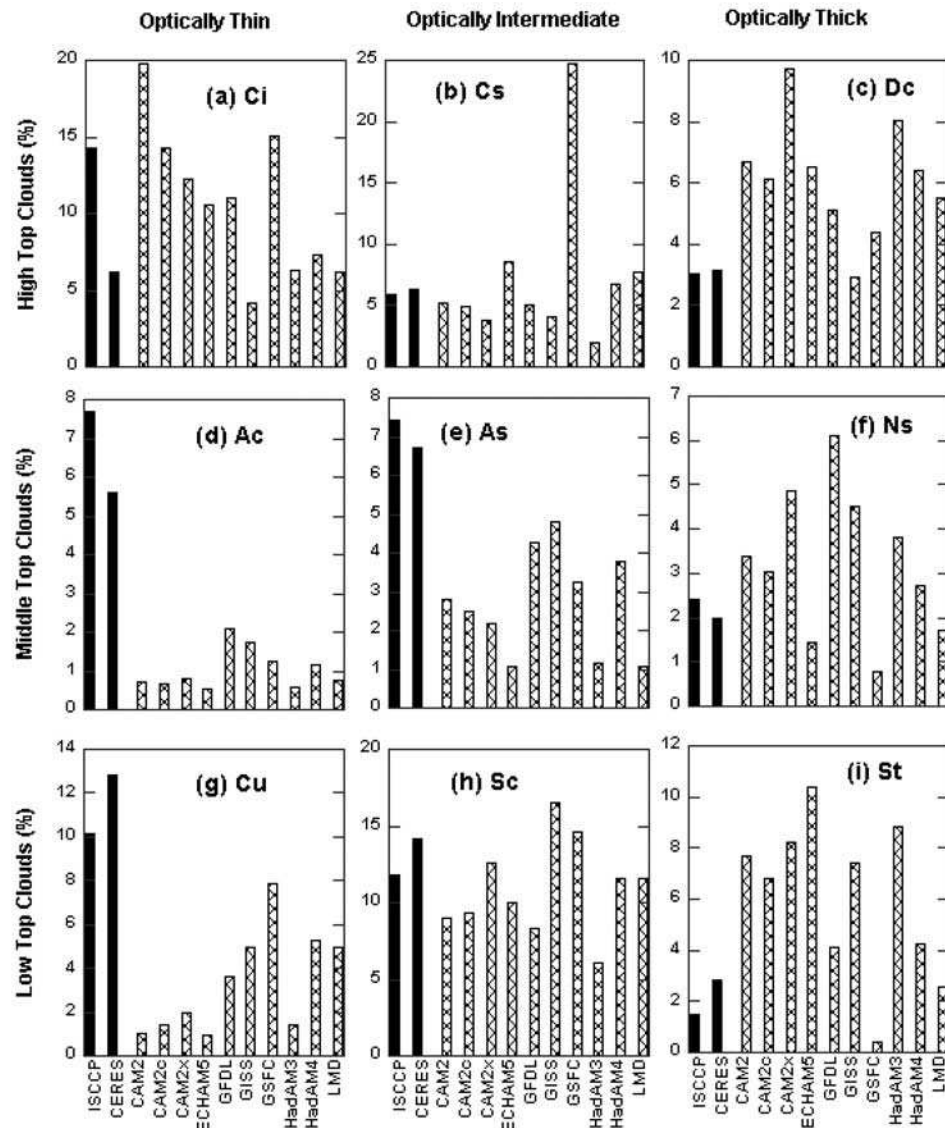 Optically Thin Optically Intermediate Optically Thick
High Top Clouds (%)
20
15
10
5
0
(a) Ci
25
20
15
10
5
0
(b) Cs
10
8
6
4
2
0
(c) Dc
Middle Top Clouds (%)
8
7
6
5
4
3
2
1
0
(d) Ac
8
7
6
5
4
3
2
1
0
(e) As
7
6
5
4
3
2
1
0
(f) Ns
Low Top Clouds (%)
14
12
10
8
6
4
2
0
(g) Cu
20
15
10
5
0
(h) Sc
12
10
8
6
4
2
0
(i) St
ISCCP
CERES
CAM2
CAM2c
CAM2x
ECHAM5
GFDL
GISS
GSFC
HadAM3
HadAM4
LMD
ISCCP
CERES
CAM2
CAM2c
CAM2x
ECHAM5
GFDL
GISS
GSFC
HadAM3
HadAM4
LMD
ISCCP
CERES
CAM2
CAM2c
CAM2x
ECHAM5
GFDL
GISS
GSFC
HadAM3
HadAM4
LMD